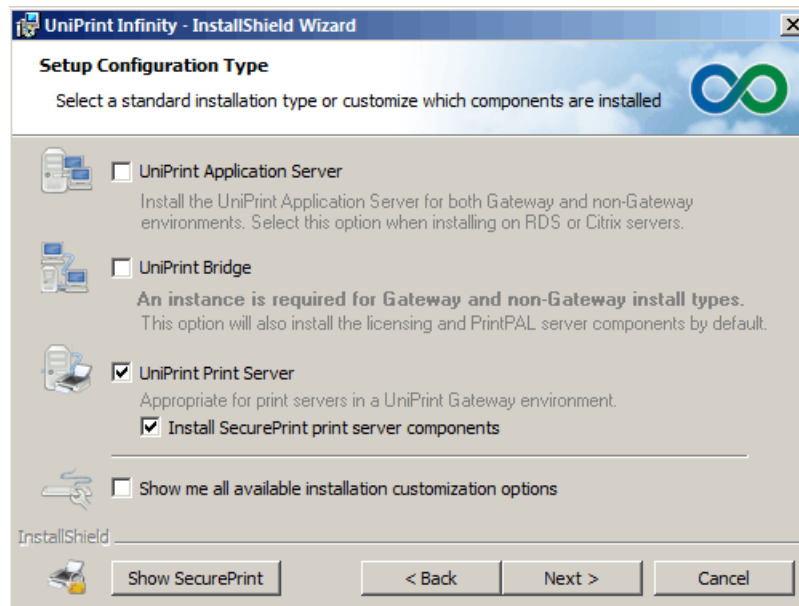 UniPrint Infinity - InstallShield Wizard
Setup Configuration Type
Select a standard installation type or customize which components are installed
UniPrint Application Server
Install the UniPrint Application Server for both Gateway and non-Gateway
environments. Select this option when installing on RDS or Citrix servers.
UniPrint Bridge
An instance is required for Gateway and non-Gateway install types.
This option will also install the licensing and PrintPAL server components by default.
UniPrint Print Server
Appropriate for print servers in a UniPrint Gateway environment.
Install SecurePrint print server components
Show me all available installation customization options
InstallShield
Show SecurePrint
< Back
Next >
Cancel